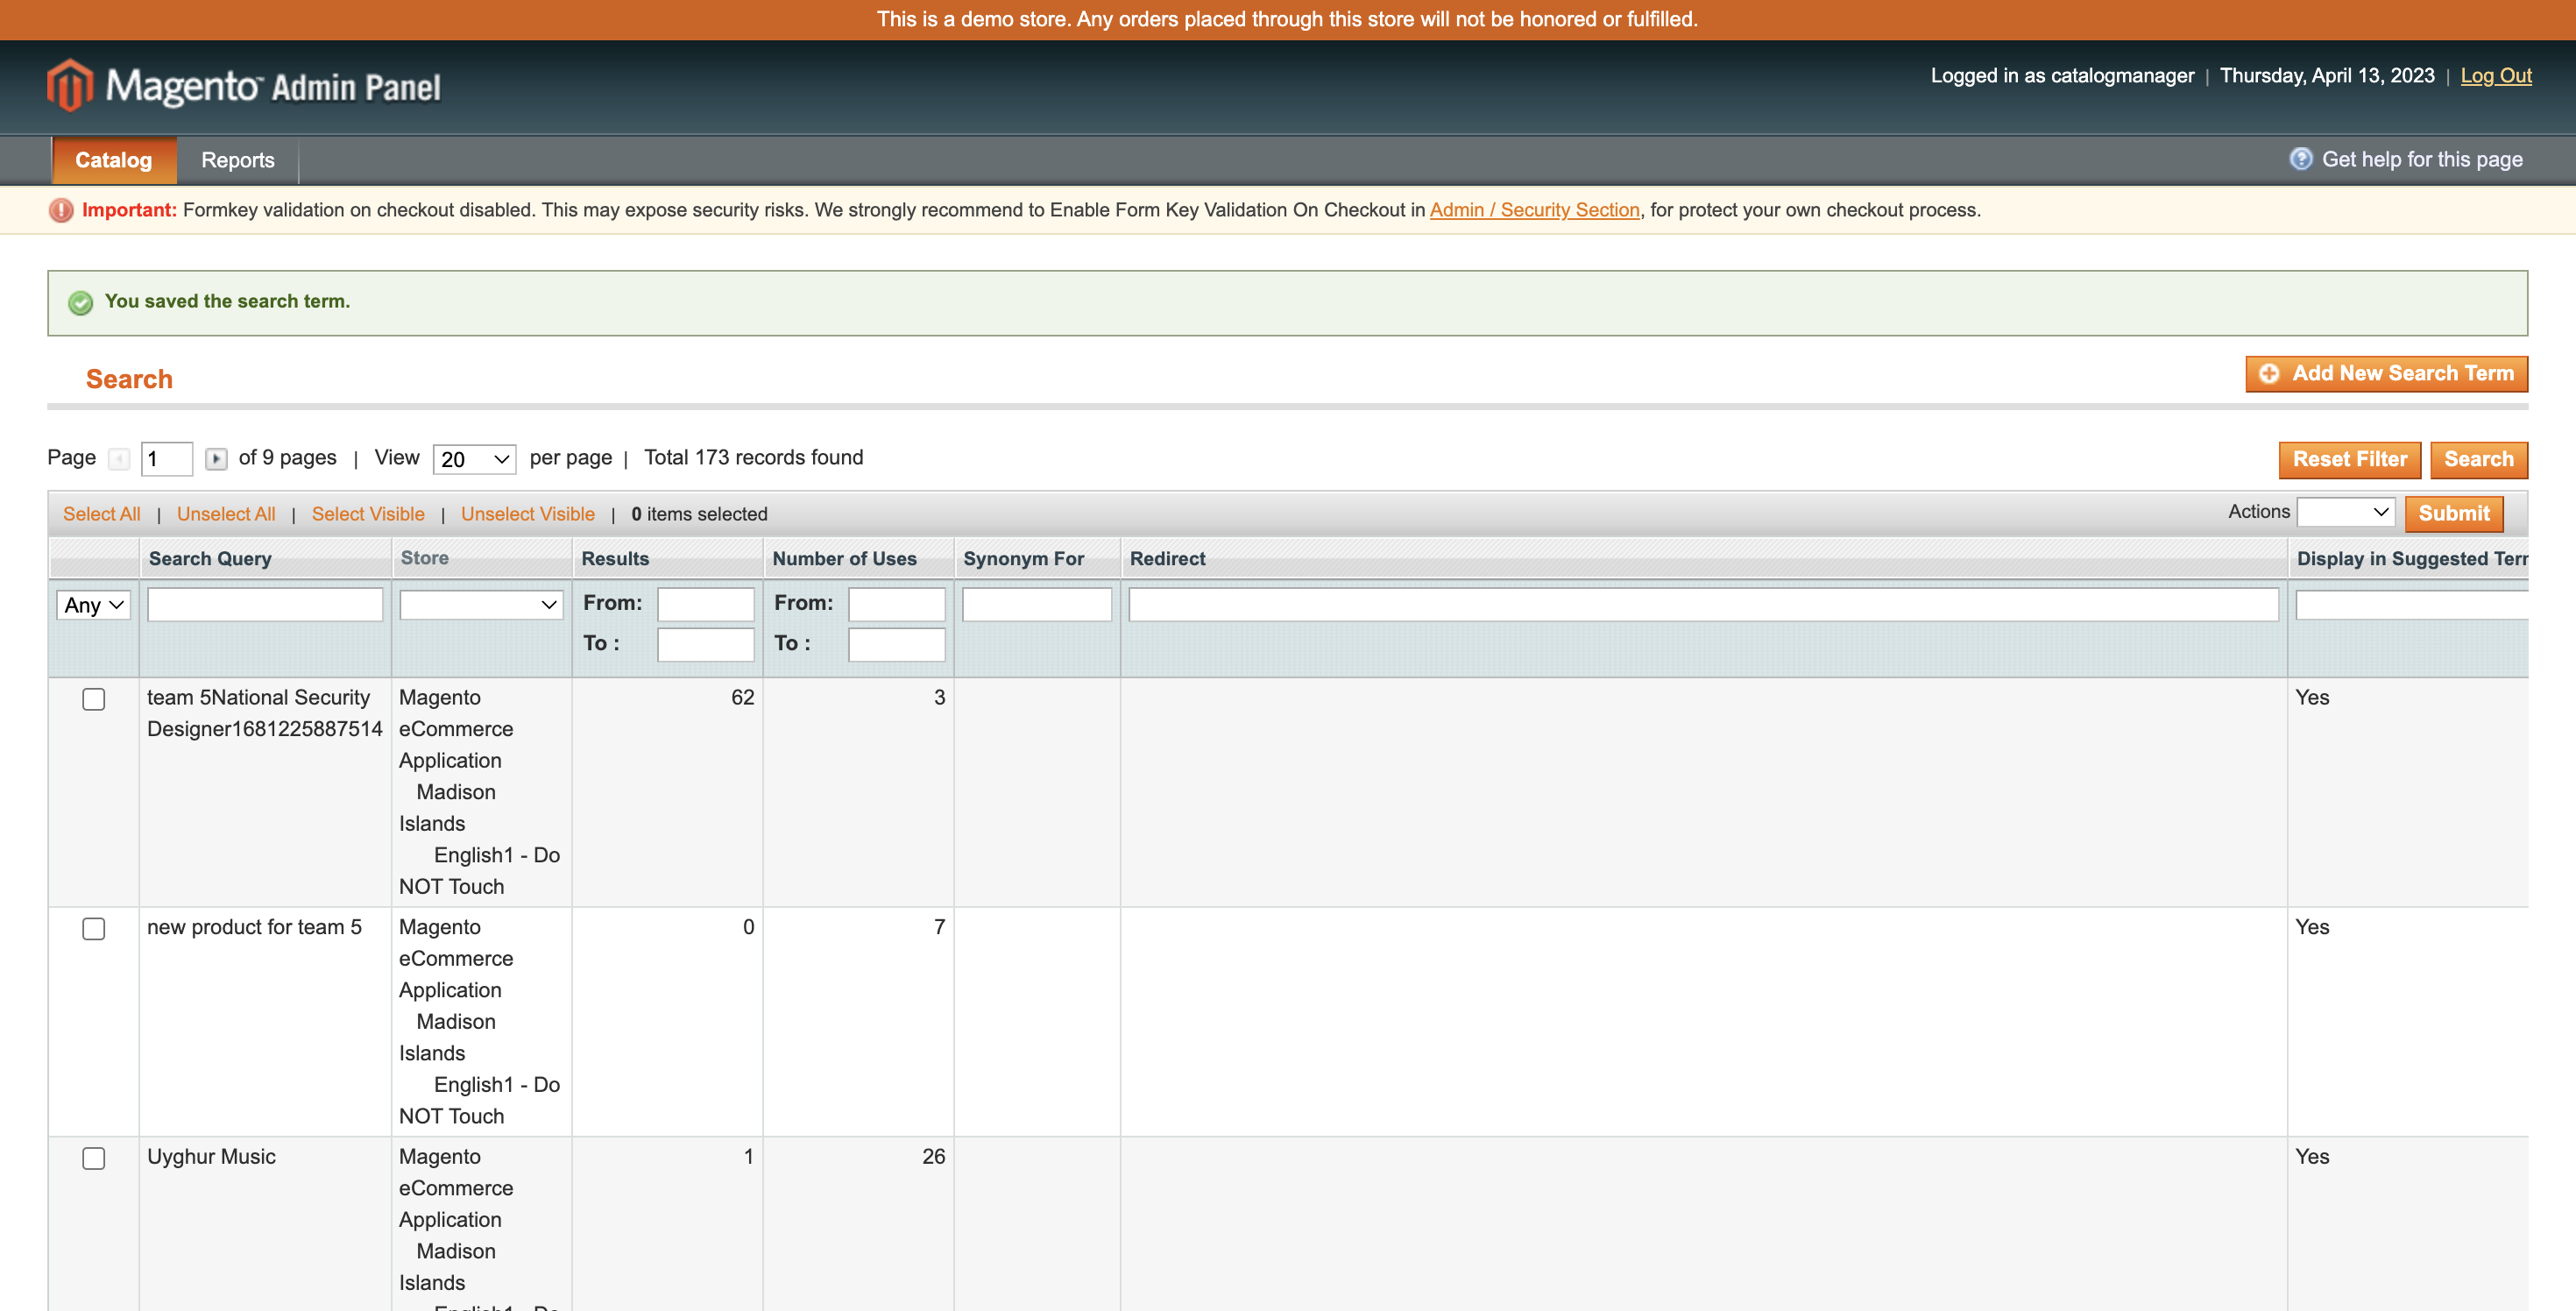 This is a demo store. Any orders placed through this store will not be honored or fulfilled.
Magento™ Admin Panel
Logged in as catalogmanager | Thursday, April 13, 2023 | Log Out
Catalog Reports
Get help for this page
Important: Formkey validation on checkout disabled. This may expose security risks. We strongly recommend to Enable Form Key Validation On Checkout in Admin / Security Section, for protect your own checkout process.
You saved the search term.
Search
Add New Search Term
Page 1 of 9 pages | View 20 per page | Total 173 records found
Reset Filter Search
Select All | Unselect All | Select Visible | Unselect Visible | 0 items selected
Actions Submit
Search Query Store Results Number of Uses Synonym For Redirect Display in Suggested Ter
Any From: From:
To : To :
team 5National Security Magento 62 3 Yes
Designer1681225887514 eCommerce
Application
Madison
Islands
English1 - Do
NOT Touch
new product for team 5 Magento 0 7 Yes
eCommerce
Application
Madison
Islands
English1 - Do
NOT Touch
Uyghur Music Magento 1 26 Yes
eCommerce
Application
Madison
Islands